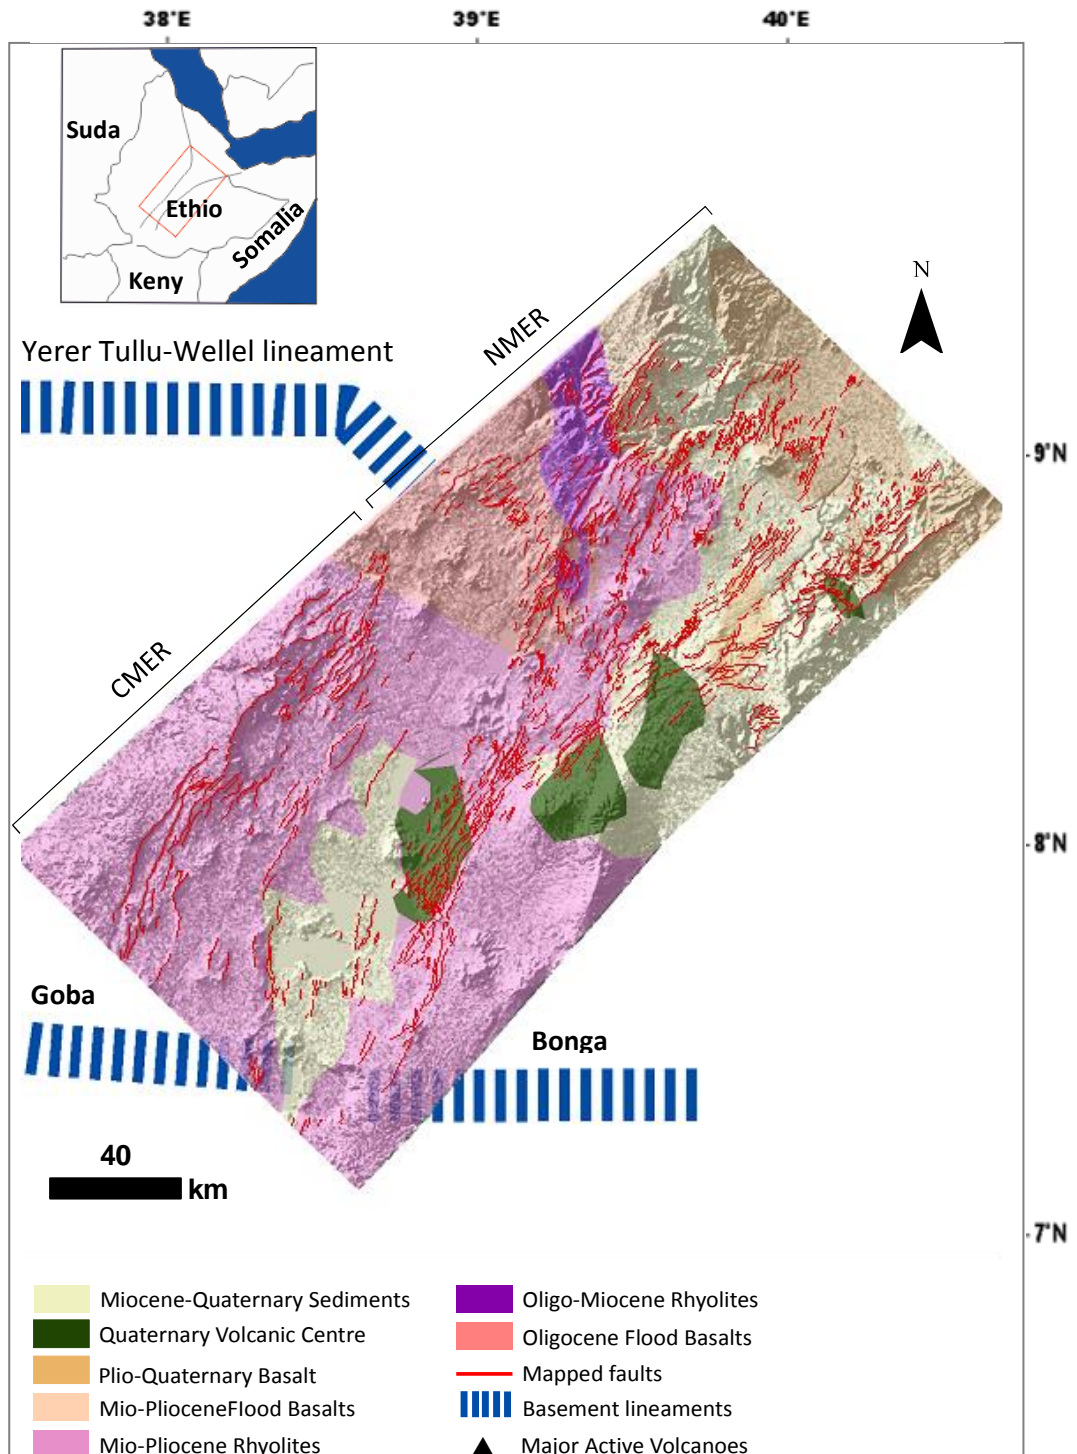 38°E 39°E 40°E
Suda
Ethio
Somalia
Keny
N
Yerer Tullu-Wellel lineament
NMER
9°N
CMER
8°N
Goba
Bonga
40
km
7°N
Miocene-Quaternary Sediments
Quaternary Volcanic Centre
Plio-Quaternary Basalt
Mio-PlioceneFlood Basalts
Mio-Pliocene Rhyolites
Oligo-Miocene Rhyolites
Oligocene Flood Basalts
Mapped faults
Basement lineaments
Major Active Volcanoes